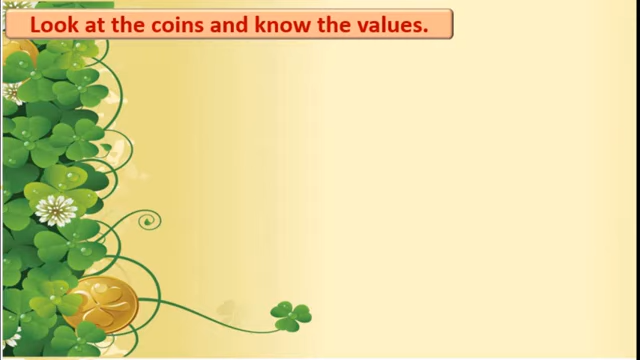 Look at the coins and know the values.